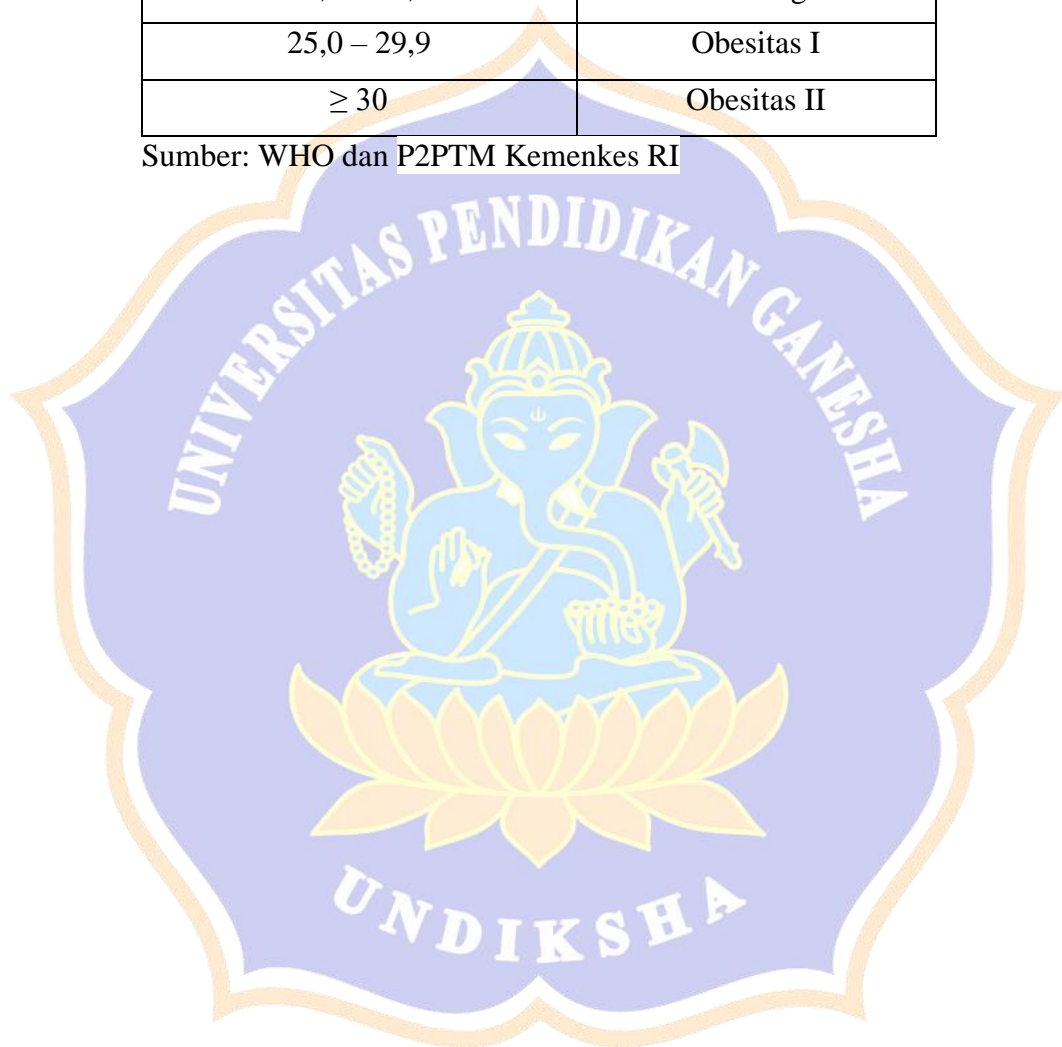 25,0 – 29,9 Obesitas I
≥ 30 Obesitas II
Sumber: WHO dan P2PTM Kemenkes RI
UNIVERSITAS PENDIDIKAN GANESHA
UNDIKSHA